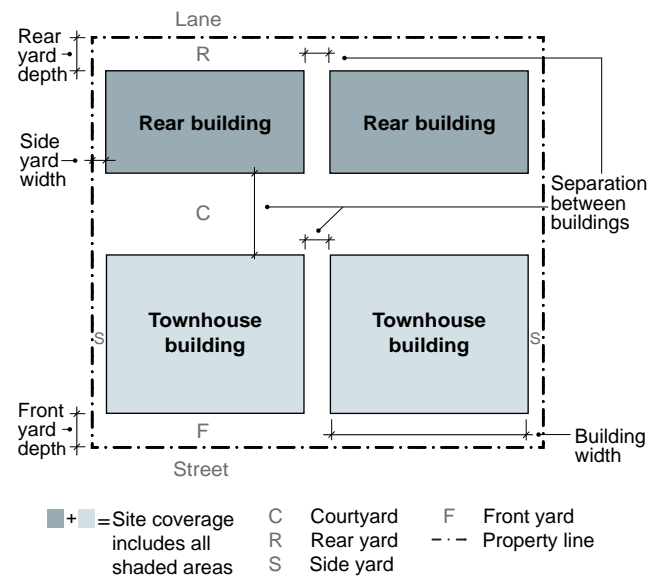 Lane
Rear
yard
depth
R
Rear building
Rear building
Side
yard
width
Separation
between
buildings
C
Townhouse
building
Townhouse
building
S
S
Front
yard
depth
F
Building
width
Street
+ = Site coverage
includes all
shaded areas
C Courtyard
R Rear yard
S Side yard
F Front yard
Property line